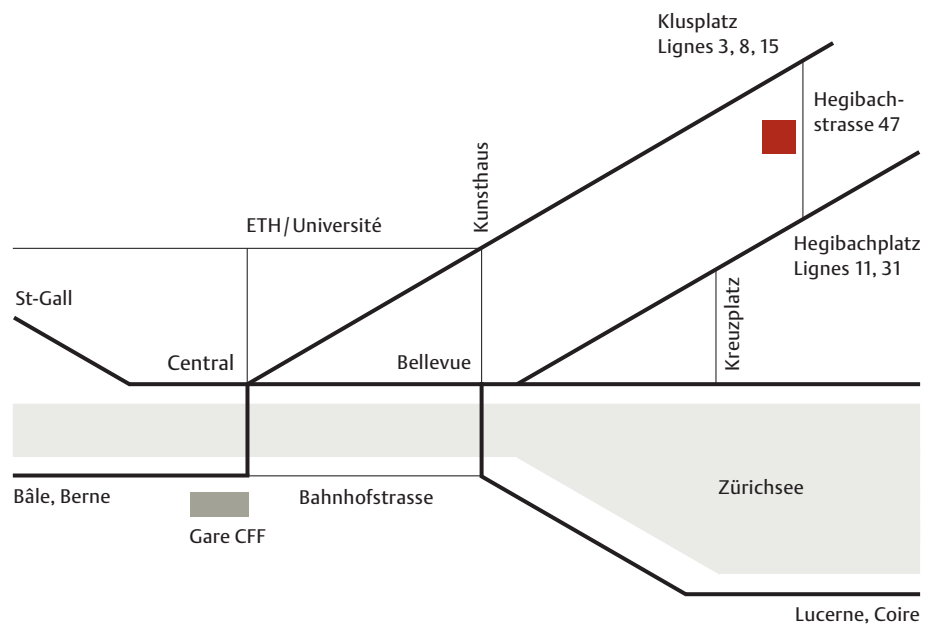 Klusplatz
Lignes 3, 8, 15
Hegibach-
strasse 47
Kunsthaus
ETH/Université
Hegibachplatz
Lignes 11, 31
St-Gall
Kreuzplatz
Central
Bellevue
Zürichsee
Bâle, Berne
Bahnhofstrasse
Gare CFF
Lucerne, Coire